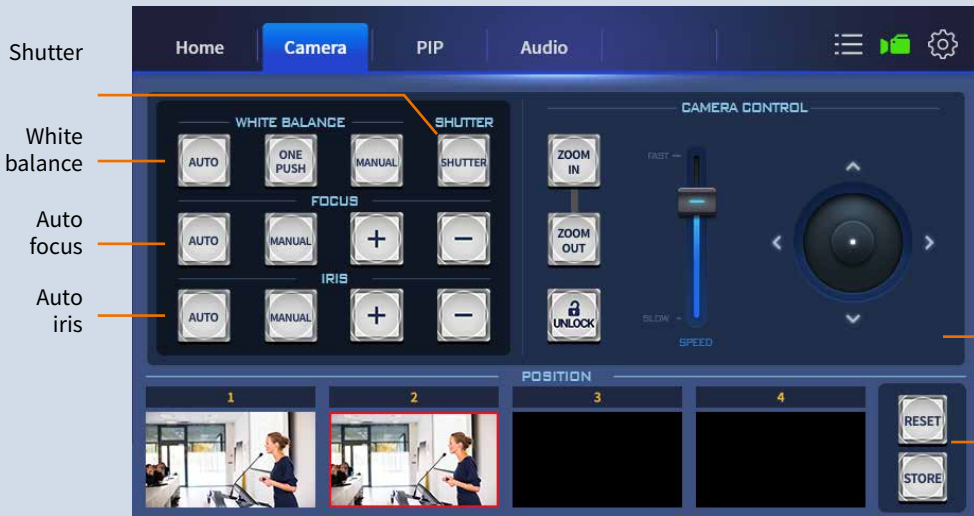 Home Camera PIP Audio
Shutter
CAMERA CONTROL
WHITE BALANCE SHUTTER
White
balance
AUTO ONE PUSH MANUAL SHUTTER
ZOOM
IN
FAST
FOCUS
Auto
focus
AUTO MANUAL + −
ZOOM
OUT
IRIS
Auto
iris
AUTO MANUAL + −
UNLOCK
SLOW
SPEED
POSITION
1 2 3 4
RESET
STORE